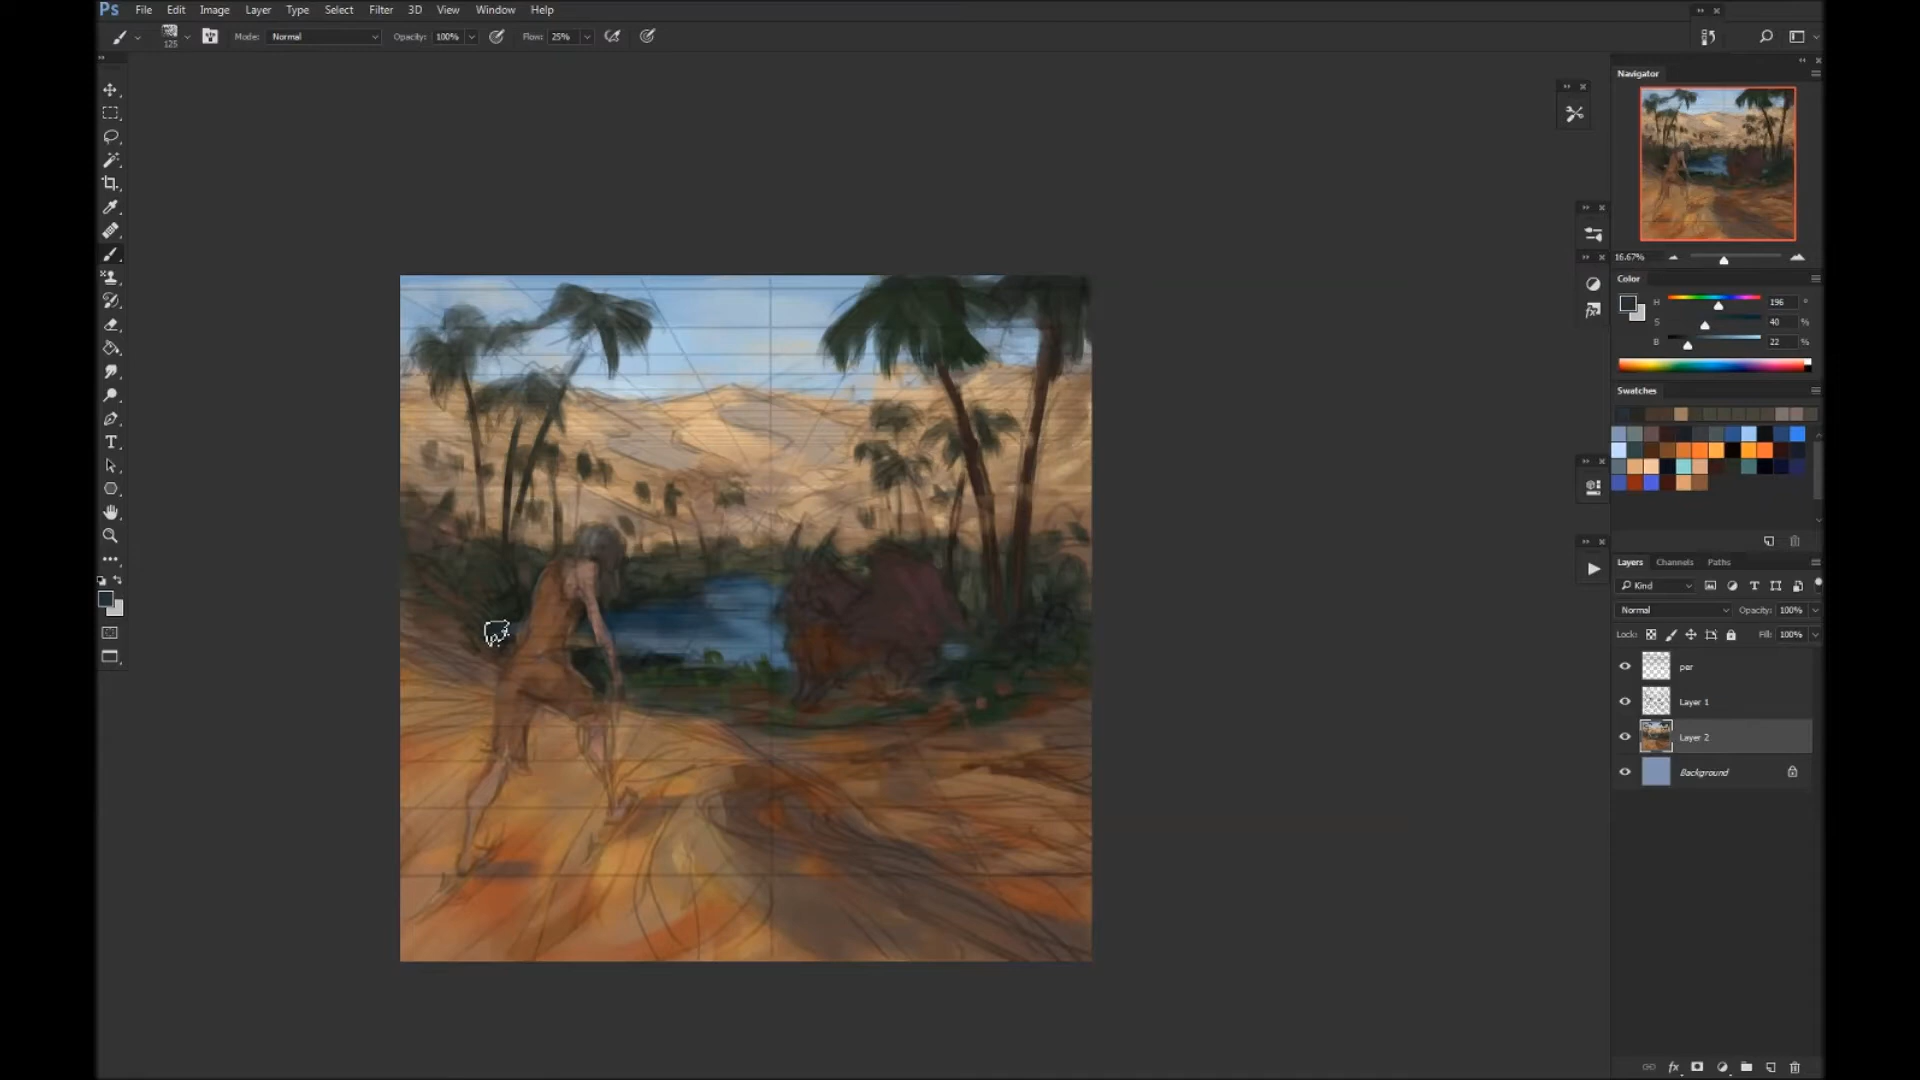 Ps File Edit Image Layer Type Select Filter 3D View Window Help
125 Mode: Normal Opacity: 100% Flow: 25%
Navigator
16.67%
Color
H 196 °
S 40 %
B 22 %
Swatches
Layers Channels Paths
Kind
Normal Opacity: 100%
Lock: Fill: 100%
per
Layer 1
Layer 2
Background